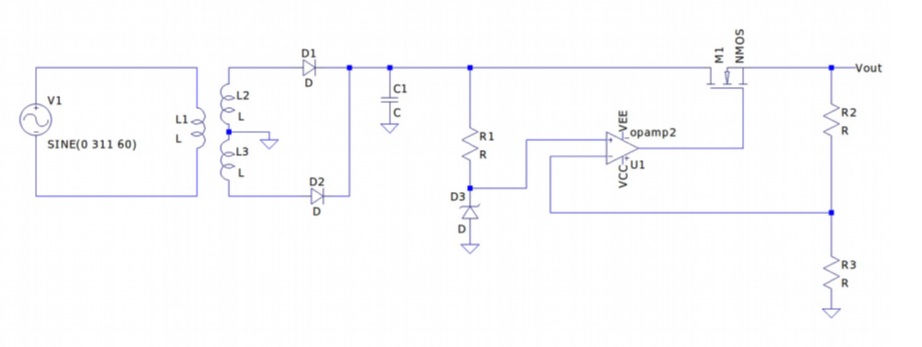 V1
SINE(0 311 60)
L1
L
L2
L
L3
L
D1
D
D2
D
C1
C
R1
R
D3
D
VEE
opamp2
VCC
U1
M1
NMOS
Vout
R2
R
R3
R